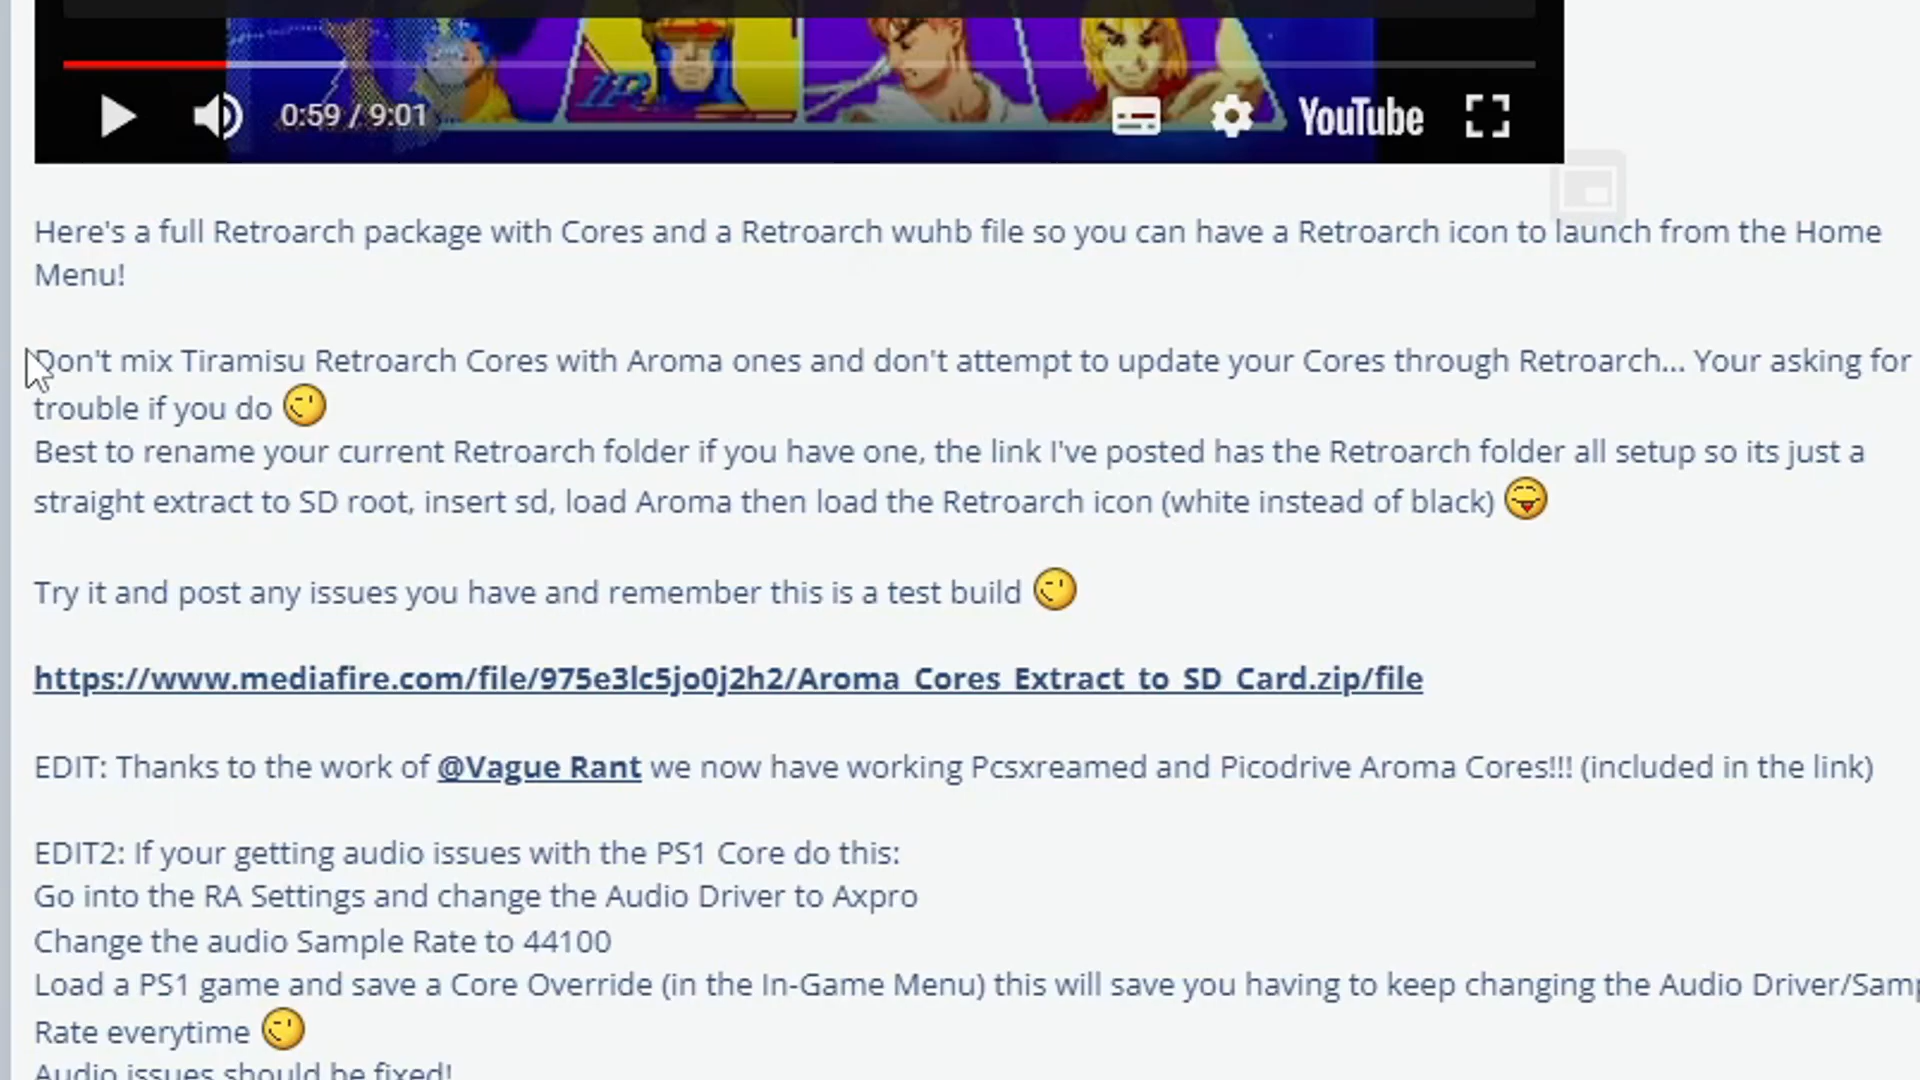 1P
0:59 / 9:01
YouTube
Here's a full Retroarch package with Cores and a Retroarch wuhb file so you can have a Retroarch icon to launch from the Home
Menu!
Don't mix Tiramisu Retroarch Cores with Aroma ones and don't attempt to update your Cores through Retroarch... Your asking for
trouble if you do
Best to rename your current Retroarch folder if you have one, the link I've posted has the Retroarch folder all setup so its just a
straight extract to SD root, insert sd, load Aroma then load the Retroarch icon (white instead of black)
Try it and post any issues you have and remember this is a test build
https://www.mediafire.com/file/975e3lc5jo0j2h2/Aroma_Cores_Extract_to_SD_Card.zip/file
EDIT: Thanks to the work of @Vague Rant we now have working Pcsxreamed and Picodrive Aroma Cores!!! (included in the link)
EDIT2: If your getting audio issues with the PS1 Core do this:
Go into the RA Settings and change the Audio Driver to Axpro
Change the audio Sample Rate to 44100
Load a PS1 game and save a Core Override (in the In-Game Menu) this will save you having to keep changing the Audio Driver/Samp
Rate everytime
Audio issues should be fixed!